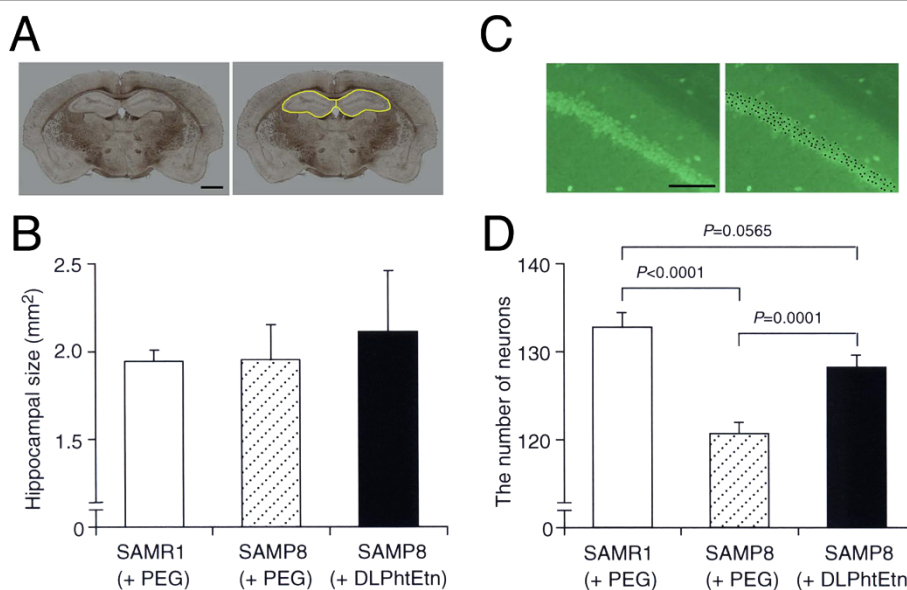 A
C
B
Hippocampal size (mm²)
2.5
2.0
1.5
0
SAMR1
(+ PEG)
SAMP8
(+ PEG)
SAMP8
(+ DLPhtEtn)
D
The number of neurons
140
130
120
0
P=0.0565
P<0.0001
P=0.0001
SAMR1
(+ PEG)
SAMP8
(+ PEG)
SAMP8
(+ DLPhtEtn)